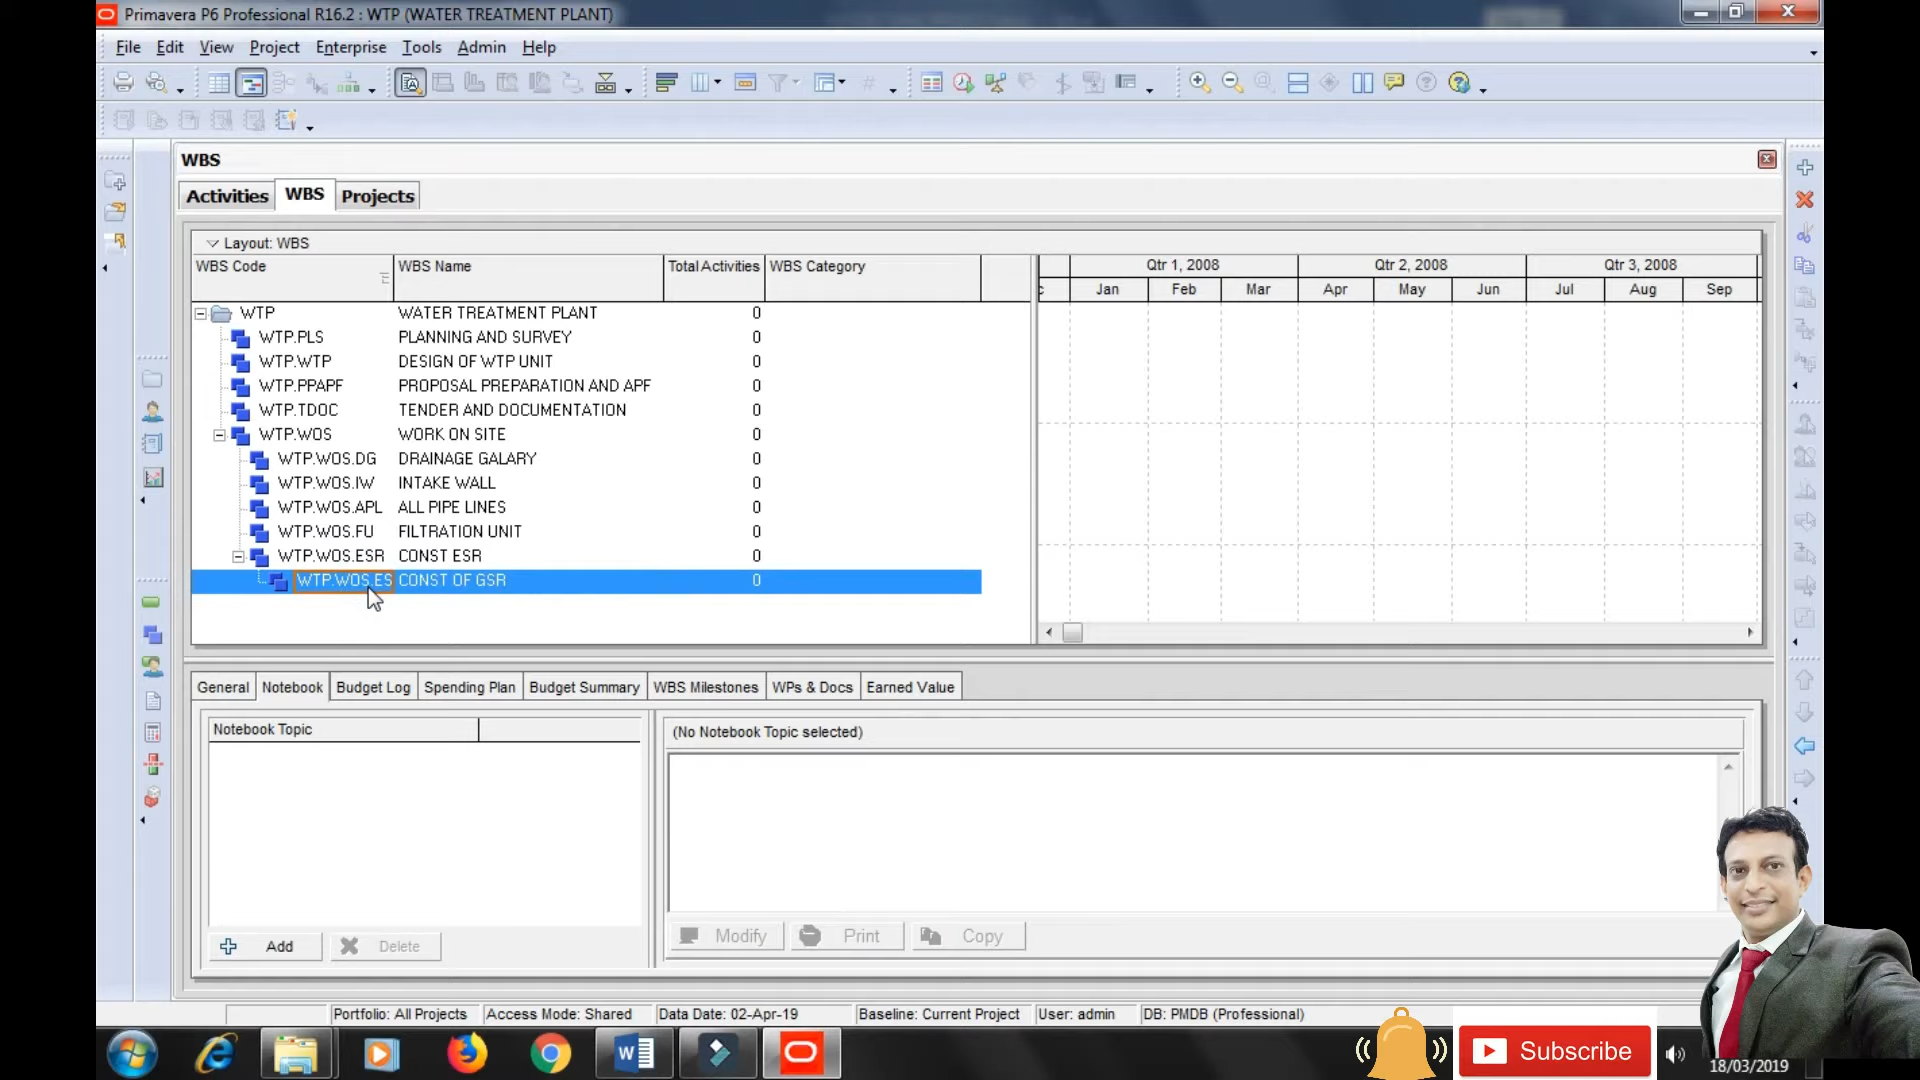 Primavera P6 Professional R16.2 : WTP (WATER TREATMENT PLANT)
File Edit View Project Enterprise Tools Admin Help
WBS
Activities WBS Projects
Layout: WBS
WBS Code WBS Name Total Activities WBS Category
Qtr 1, 2008 Qtr 2, 2008 Qtr 3, 2008
Jan Feb Mar Apr May Jun Jul Aug Sep
WTP WATER TREATMENT PLANT 0
WTP.PLS PLANNING AND SURVEY 0
WTP.WTP DESIGN OF WTP UNIT 0
WTP.PPAPF PROPOSAL PREPARATION AND APF 0
WTP.TDOC TENDER AND DOCUMENTATION 0
WTP.WOS WORK ON SITE 0
WTP.WOS.DG DRAINAGE GALARY 0
WTP.WOS.IW INTAKE WALL 0
WTP.WOS.APL ALL PIPE LINES 0
WTP.WOS.FU FILTRATION UNIT 0
WTP.WOS.ESR CONST ESR 0
WTP.WOS.ES CONST OF GSR 0
General Notebook Budget Log Spending Plan Budget Summary WBS Milestones WPs & Docs Earned Value
Notebook Topic
(No Notebook Topic selected)
Add Delete
Modify Print Copy
Portfolio: All Projects Access Mode: Shared Data Date: 02-Apr-19 Baseline: Current Project User: admin DB: PMDB (Professional)
Subscribe
18/03/2019